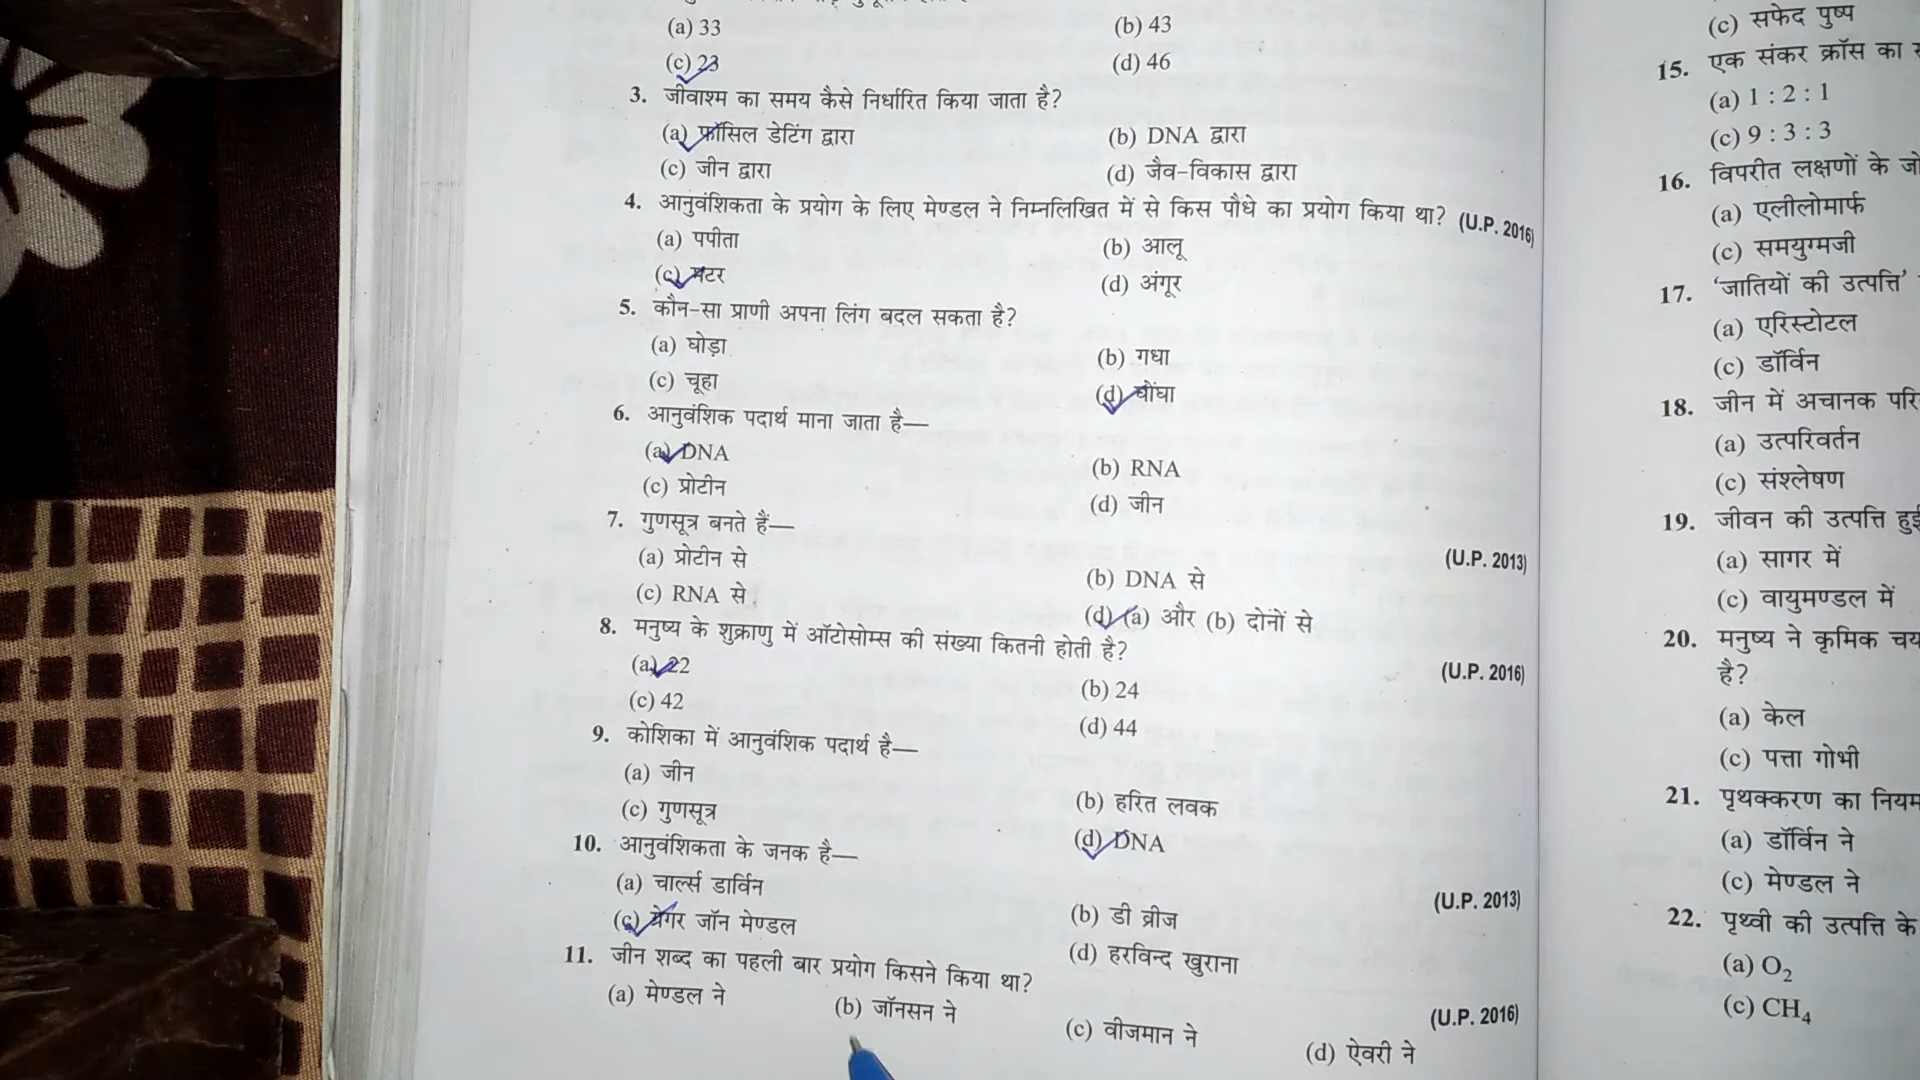 (a) 33 (b) 43
(c) 23 (d) 46
3. जीवाश्म का समय कैसे निर्धारित किया जाता है?
(a) फ्रॉसिल डेटिंग द्वारा (b) DNA द्वारा
(c) जीन द्वारा (d) जैव-विकास द्वारा
4. आनुवंशिकता के प्रयोग के लिए मेण्डल ने निम्नलिखित में से किस पौधे का प्रयोग किया था? (U.P. 2016)
(a) पपीता (b) आलू
(c) मटर (d) अंगूर
5. कौन-सा प्राणी अपना लिंग बदल सकता है?
(a) घोड़ा (b) गधा
(c) चूहा (d) घोंघा
6. आनुवंशिक पदार्थ माना जाता है—
(a) DNA (b) RNA
(c) प्रोटीन (d) जीन
7. गुणसूत्र बनते हैं— (U.P. 2013)
(a) प्रोटीन से (b) DNA से
(c) RNA से (d) (a) और (b) दोनों से
8. मनुष्य के शुक्राणु में ऑटोसोम्स की संख्या कितनी होती है? (U.P. 2016)
(a) 22 (b) 24
(c) 42 (d) 44
9. कोशिका में आनुवंशिक पदार्थ है—
(a) जीन (b) हरित लवक
(c) गुणसूत्र (d) DNA
10. आनुवंशिकता के जनक है— (U.P. 2013)
(a) चार्ल्स डार्विन (b) डी व्रीज
(c) ग्रेगर जॉन मेण्डल (d) हरविन्द खुराना
11. जीन शब्द का पहली बार प्रयोग किसने किया था? (U.P. 2016)
(a) मेण्डल ने (b) जॉनसन ने (c) वीजमान ने (d) ऐवरी ने
(c) सफेद पुष्प
15. एक संकर क्रॉस का
(a) 1 : 2 : 1
(c) 9 : 3 : 3
16. विपरीत लक्षणों के
(a) एलीलोमार्फ
(c) समयुग्मजी
17. ‘जातियों की उत्पत्ति’
(a) एरिस्टोटल
(c) डॉर्विन
18. जीन में अचानक
(a) उत्परिवर्तन
(c) संश्लेषण
19. जीवन की उत्पत्ति हुई
(a) सागर में
(c) वायुमण्डल में
20. मनुष्य ने कृमिक
है?
(a) केल
(c) पत्ता गोभी
21. पृथक्करण का नियम
(a) डॉर्विन ने
(c) मेण्डल ने
22. पृथ्वी की उत्पत्ति के
(a) O₂
(c) CH₄